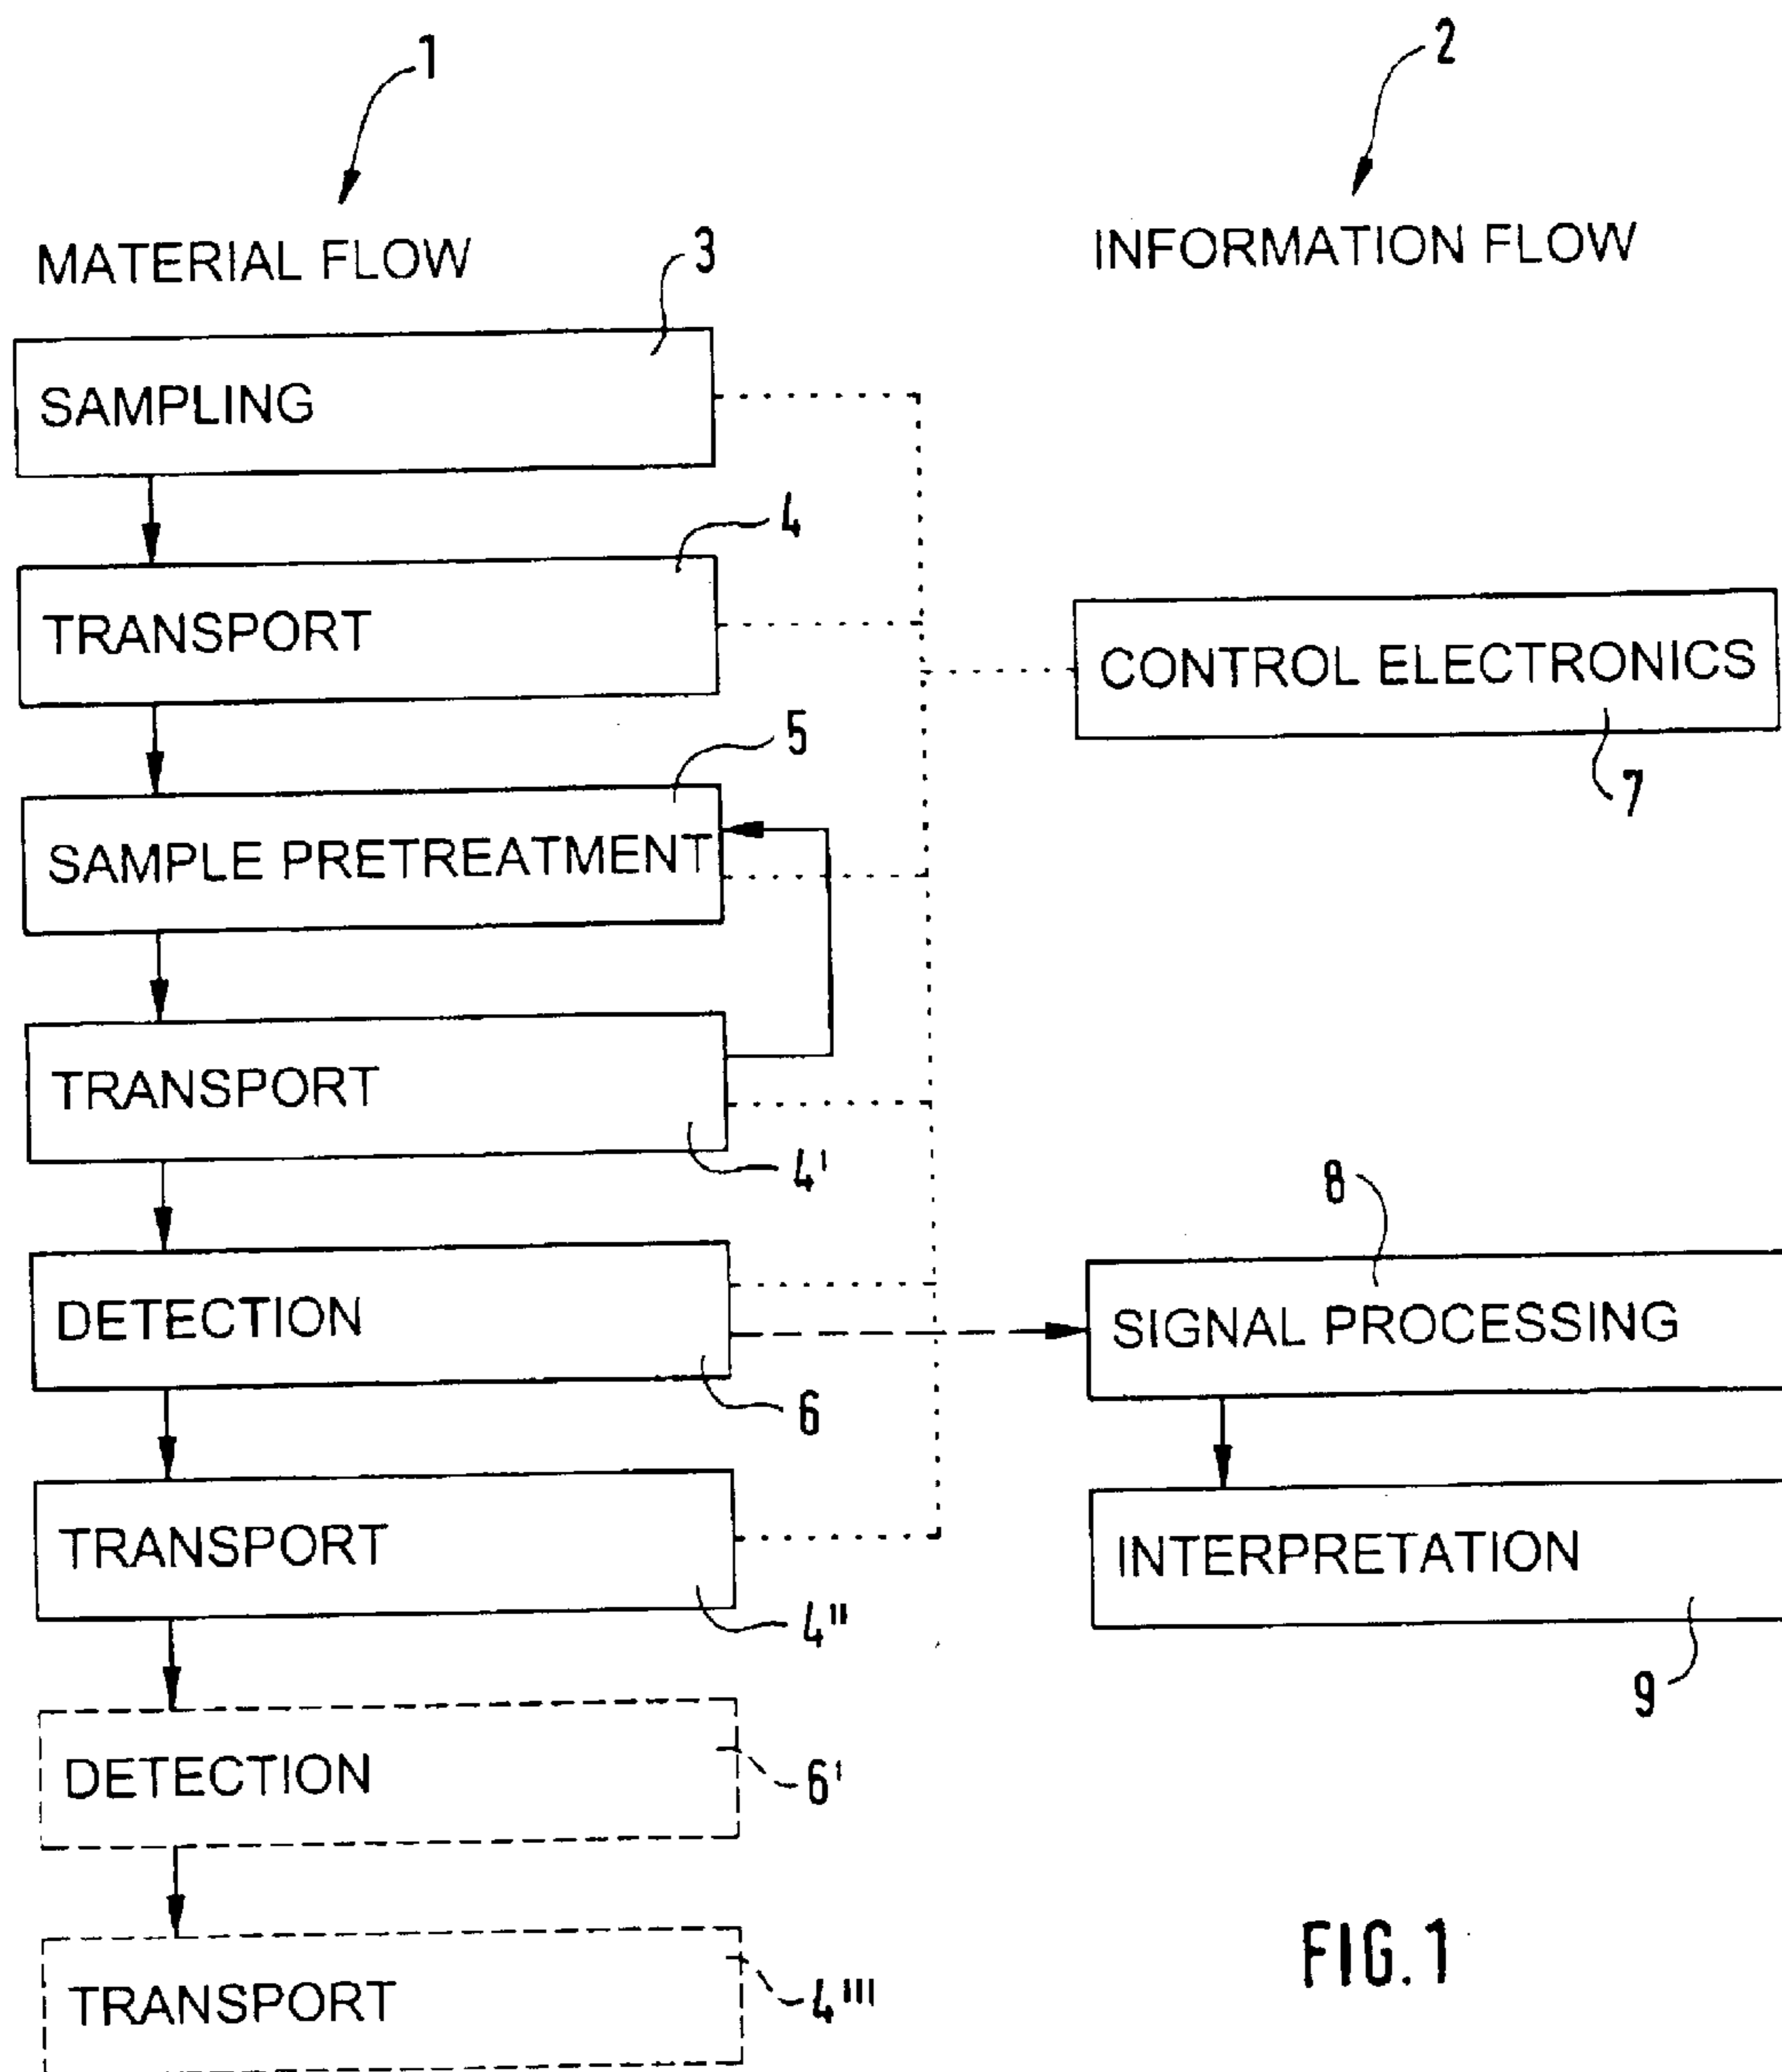 1
2
MATERIAL FLOW
INFORMATION FLOW
3
SAMPLING
4
TRANSPORT
CONTROL ELECTRONICS
7
5
SAMPLE PRETREATMENT
TRANSPORT
4'
8
DETECTION
SIGNAL PROCESSING
6
TRANSPORT
INTERPRETATION
4"
9
DETECTION
6'
TRANSPORT
4'''
FIG.1